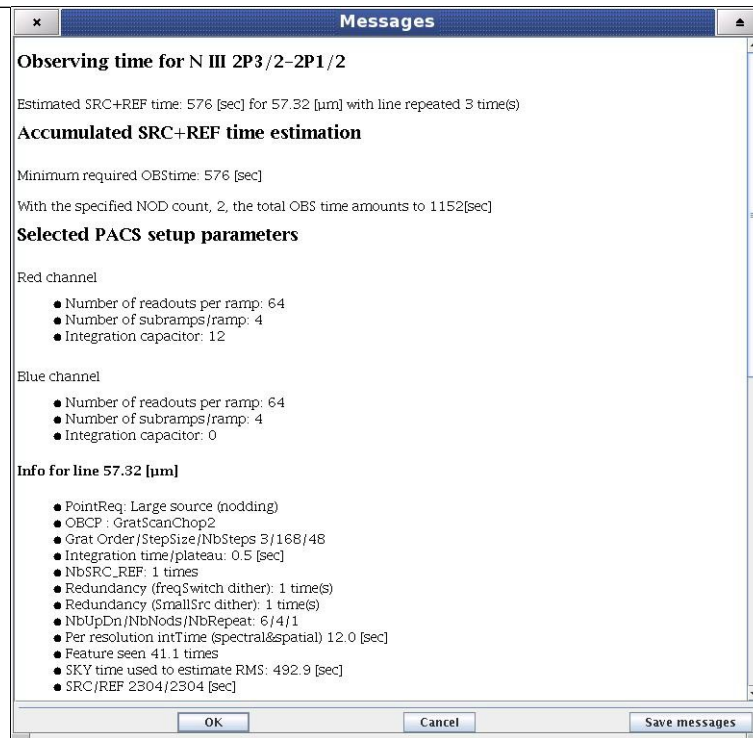 Messages
Observing time for N III 2P3/2-2P1/2
Estimated SRC+REF time: 576 [sec] for 57.32 [µm] with line repeated 3 time(s)
Accumulated SRC+REF time estimation
Minimum required OBStime: 576 [sec]
With the specified NOD count, 2, the total OBS time amounts to 1152[sec]
Selected PACS setup parameters
Red channel
● Number of readouts per ramp: 64
● Number of subramps/ramp: 4
● Integration capacitor: 12
Blue channel
● Number of readouts per ramp: 64
● Number of subramps/ramp: 4
● Integration capacitor: 0
Info for line 57.32 [µm]
● PointReq: Large source (nodding)
● OBCP : GratScanChop2
● Grat Order/StepSize/NbSteps 3/168/48
● Integration time/plateau: 0.5 [sec]
● NbSRC_REF: 1 times
● Redundancy (freqSwitch dither): 1 time(s)
● Redundancy (SmallSrc dither): 1 time(s)
● NbUpDn/NbNods/NbRepeat: 6/4/1
● Per resolution intTime (spectral&spatial) 12.0 [sec]
● Feature seen 41.1 times
● SKY time used to estimate RMS: 492.9 [sec]
● SRC/REF 2304/2304 [sec]
OK Cancel Save messages